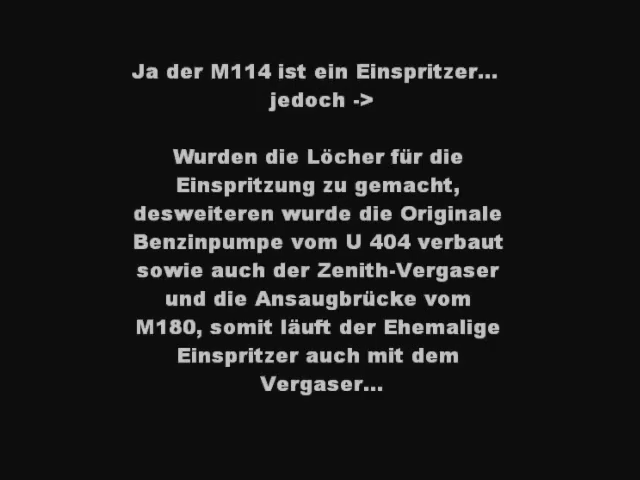 Ja der M114 ist ein Einspritzer...
jedoch ->
Wurden die Löcher für die
Einspritzung zu gemacht,
desweiteren wurde die Originale
Benzinpumpe vom U 404 verbaut
sowie auch der Zenith-Vergaser
und die Ansaugbrücke vom
M180, somit läuft der Ehemalige
Einspritzer auch mit dem
Vergaser...